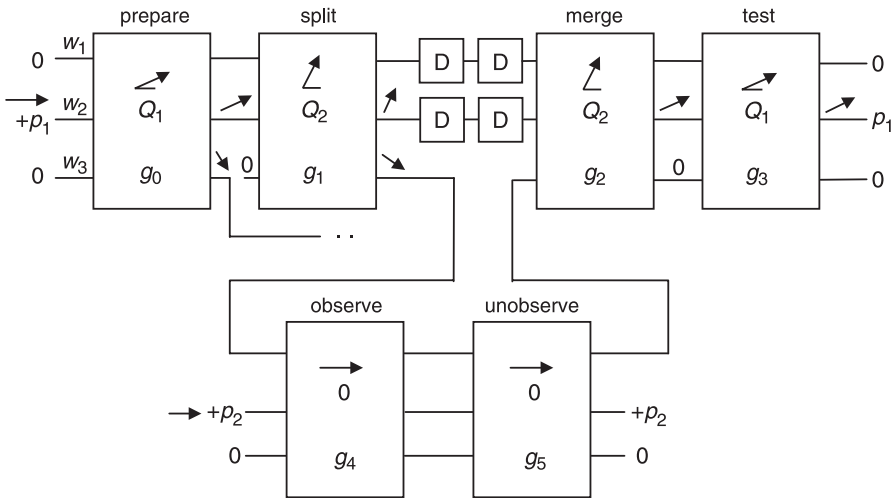 prepare split merge test
0 w1 D D 0
+p1 w2 Q1 Q2 D D Q2 Q1 p1
0 w3 g0 0 g1 g2 0 g3 0
. .
observe unobserve
0 0
+p2 +p2
0 g4 g5 0